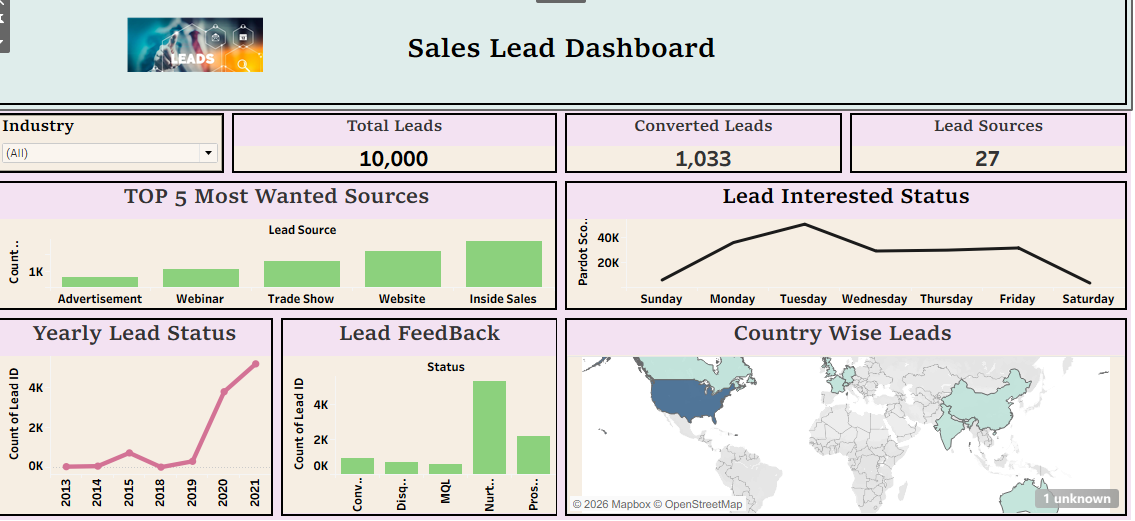 LEADS
Sales Lead Dashboard
Industry
(All)
Total Leads
10,000
Converted Leads
1,033
Lead Sources
27
TOP 5 Most Wanted Sources
Lead Source
Count..
1K
Advertisement Webinar Trade Show Website Inside Sales
Lead Interested Status
Pardot Sco..
40K
20K
Sunday Monday Tuesday Wednesday Thursday Friday Saturday
Yearly Lead Status
Count of Lead ID
4K
2K
0K
2013 2014 2015 2018 2019 2020 2021
Lead FeedBack
Status
Count of Lead ID
4K
2K
0K
Conv.. Disq.. MQL Nurt.. Pros..
Country Wise Leads
© 2026 Mapbox © OpenStreetMap
1 unknown